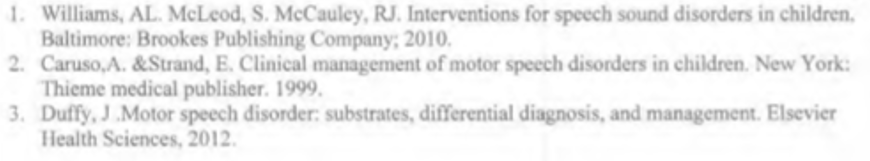 1. Williams, AL. McLeod, S. McCauley, RJ. Interventions for speech sound disorders in children.
Baltimore: Brookes Publishing Company; 2010.
2. Caruso,A. &Strand, E. Clinical management of motor speech disorders in children. New York:
Thieme medical publisher. 1999.
3. Duffy, J .Motor speech disorder: substrates, differential diagnosis, and management. Elsevier
Health Sciences, 2012.